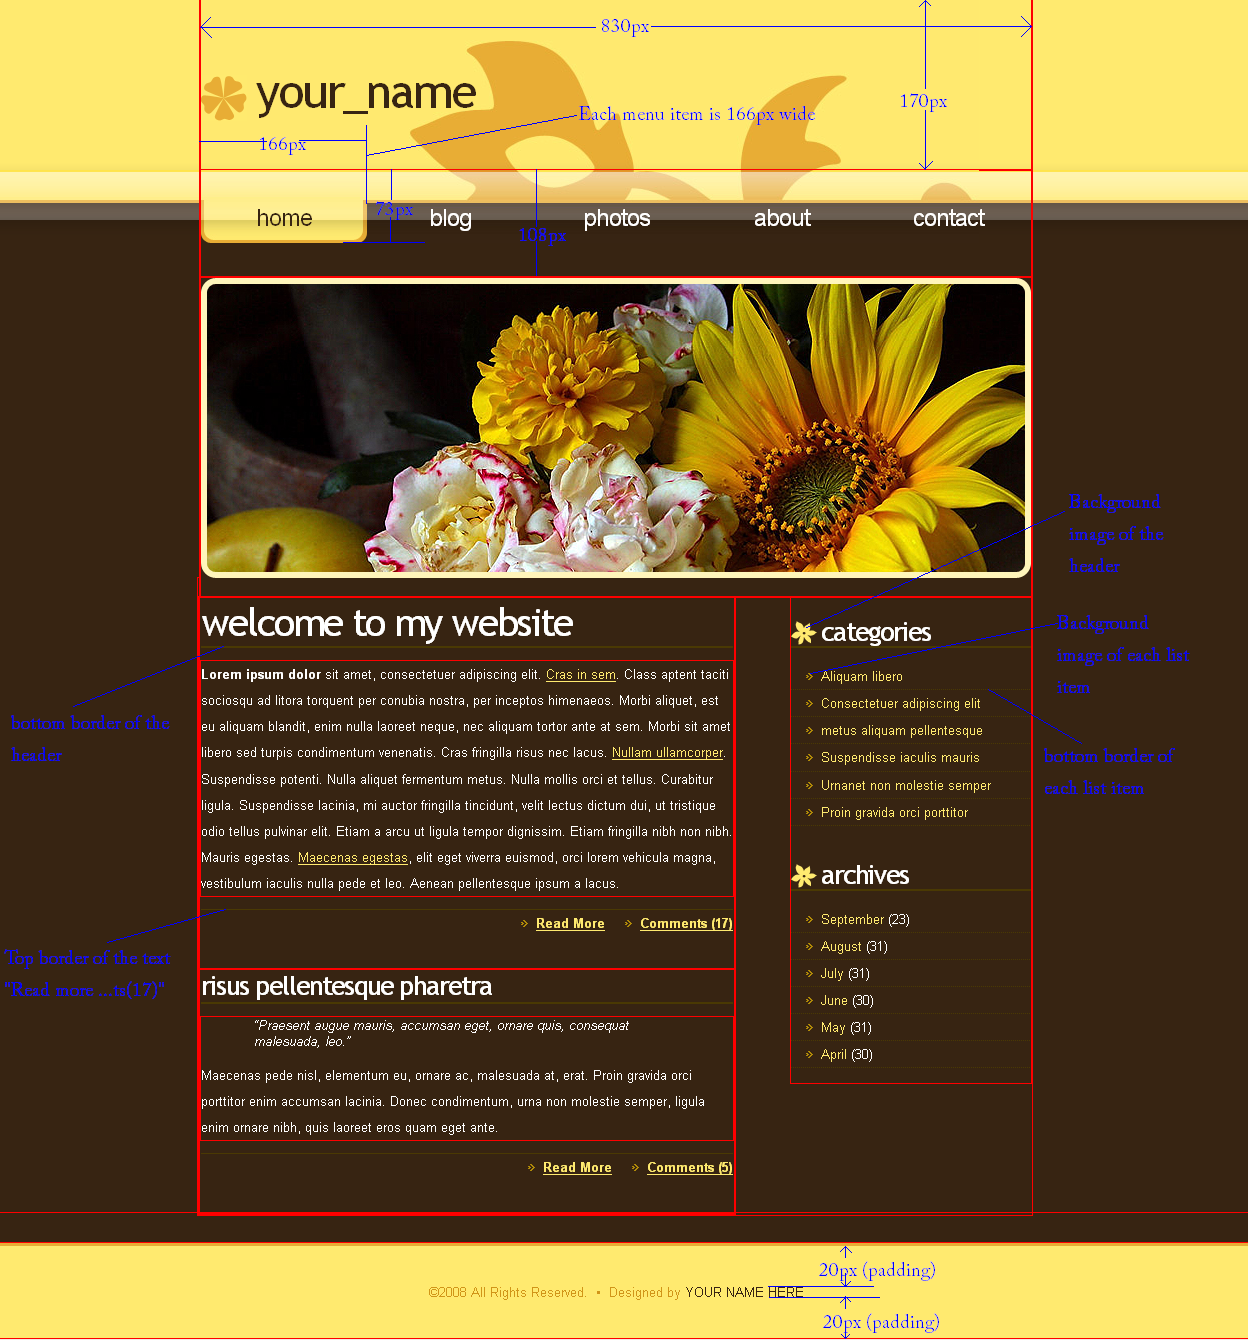 830px
170px
your_name
Each menu item is 166px wide
166px
73px
108px
home
blog
photos
about
contact
Background
image of the
header
welcome to my website
categories
Background
image of each list
item
Lorem ipsum dolor sit amet, consectetuer adipiscing elit. Cras in sem. Class aptent taciti
sociosqu ad litora torquent per conubia nostra, per inceptos himenaeos. Morbi aliquet, est
eu aliquam blandit, enim nulla laoreet neque, nec aliquam tortor ante at sem. Morbi sit amet
libero sed turpis condimentum venenatis. Cras fringilla risus nec lacus. Nullam ullamcorper.
Suspendisse potenti. Nulla aliquet fermentum metus. Nulla mollis orci et tellus. Curabitur
ligula. Suspendisse lacinia, mi auctor fringilla tincidunt, velit lectus dictum dui, ut tristique
odio tellus pulvinar elit. Etiam a arcu ut ligula tempor dignissim. Etiam fringilla nibh non nibh.
Mauris egestas. Maecenas egestas, elit eget viverra euismod, orci lorem vehicula magna,
vestibulum iaculis nulla pede et leo. Aenean pellentesque ipsum a lacus.
Aliquam libero
Consectetuer adipiscing elit
metus aliquam pellentesque
Suspendisse iaculis mauris
Urnanet non molestie semper
Proin gravida orci porttitor
bottom border of the
header
bottom border of
each list item
archives
September (23)
August (31)
July (31)
June (30)
May (31)
April (30)
Read More
Comments (17)
Top border of the text
"Read more ...ts(17)"
risus pellentesque pharetra
“Praesent augue mauris, accumsan eget, ornare quis, consequat
malesuada, leo.”
Maecenas pede nisl, elementum eu, ornare ac, malesuada at, erat. Proin gravida orci
porttitor enim accumsan lacinia. Donec condimentum, urna non molestie semper, ligula
enim ornare nibh, quis laoreet eros quam eget ante.
Read More
Comments (5)
20px (padding)
©2008 All Rights Reserved. • Designed by YOUR NAME HERE
20px (padding)